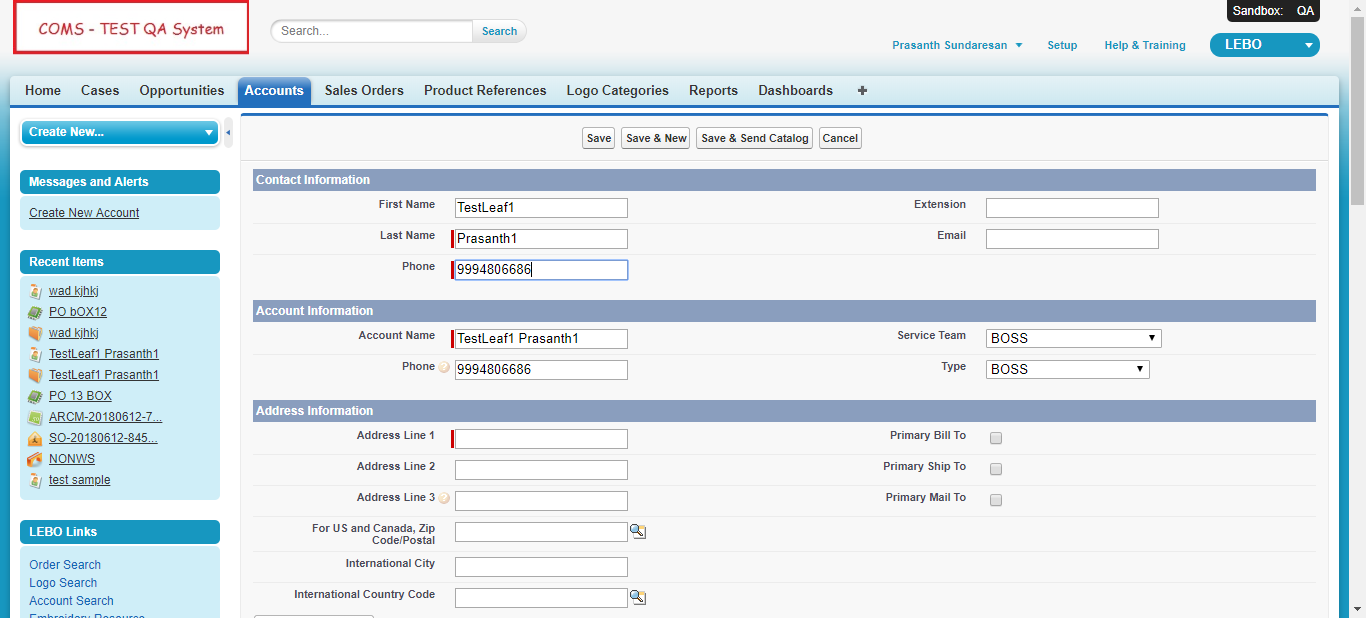 COMS - TEST QA System
Search...
Search
Sandbox: QA
Prasanth Sundaresan
Setup
Help & Training
LEBO
Home Cases Opportunities Accounts Sales Orders Product References Logo Categories Reports Dashboards +
Create New...
Messages and Alerts
Create New Account
Recent Items
wad kjhkj
PO bOX12
wad kjhkj
TestLeaf1 Prasanth1
TestLeaf1 Prasanth1
PO 13 BOX
ARCM-20180612-7...
SO-20180612-845...
NONWS
test sample
LEBO Links
Order Search
Logo Search
Account Search
Embroidery Resource
Save Save & New Save & Send Catalog Cancel
Contact Information
First Name TestLeaf1
Extension
Last Name Prasanth1
Email
Phone 9994806686
Account Information
Account Name TestLeaf1 Prasanth1
Service Team BOSS
Phone ? 9994806686
Type BOSS
Address Information
Address Line 1
Primary Bill To
Address Line 2
Primary Ship To
Address Line 3 ?
Primary Mail To
For US and Canada, Zip
Code/Postal
International City
International Country Code